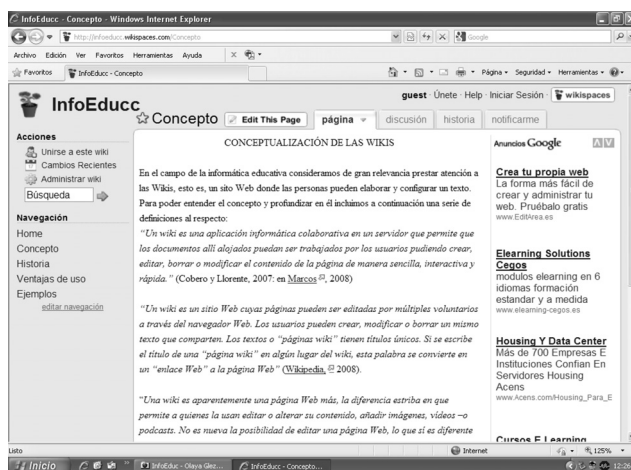 InfoEducc - Concepto - Windows Internet Explorer
http://infoeducc.wikispaces.com/Concepto
Google
Archivo Edición Ver Favoritos Herramientas Ayuda
Favoritos InfoEducc - Concepto
Página Seguridad Herramientas
guest · Únete · Help · Iniciar Sesión · wikispaces
InfoEducc
Concepto Edit This Page página discusión historia notificarme
Acciones
Unirse a este wiki
Cambios Recientes
Administrar wiki
Búsqueda
Navegación
Home
Concepto
Historia
Ventajas de uso
Ejemplos
editar navegación
CONCEPTUALIZACIÓN DE LAS WIKIS
En el campo de la informática educativa consideramos de gran relevancia prestar atención a
las Wikis, esto es, un sito Web donde las personas pueden elaborar y configurar un texto.
Para poder entender el concepto y profundizar en él incluimos a continuación una serie de
definiciones al respecto:
"Un wiki es una aplicación informática colaborativa en un servidor que permite que
los documentos allí alojados puedan ser trabajados por los usuarios pudiendo crear,
editar, borrar o modificar el contenido de la página de manera sencilla, interactiva y
rápida." (Cobero y Llorente, 2007: en Marcos, 2008)
"Un wiki es un sitio Web cuyas páginas pueden ser editadas por múltiples voluntarios
a través del navegador Web. Los usuarios pueden crear, modificar o borrar un mismo
texto que comparten. Los textos o "páginas wiki" tienen títulos únicos. Si se escribe
el título de una "página wiki" en algún lugar del wiki, esta palabra se convierte en
un "enlace Web" a la página Web" (Wikipedia, 2008).
"Una wiki es aparentemente una página Web más, la diferencia estriba en que
permite a quienes la usan editar o alterar su contenido, añadir imágenes, vídeos –o
podcasts. No es nueva la posibilidad de editar una página Web, lo que sí es diferente
Anuncios Google
Crea tu propia web
La forma más fácil de
crear y administrar tu
web. Pruébalo gratis
www.EditArea.es
Elearning Solutions
Cegos
modulos elearning en 6
idiomas formación
estandar y a medida
www.elearning-cegos.es
Housing Y Data Center
Más de 700 Empresas E
Instituciones Confian En
Servidores Housing
Acens
www.Acens.com/Housing_Para_E
Cursos E Learning
Listo Internet 125%
Inicio InfoEduc - Olaya Glez... InfoEducc - Concepto... 12:26